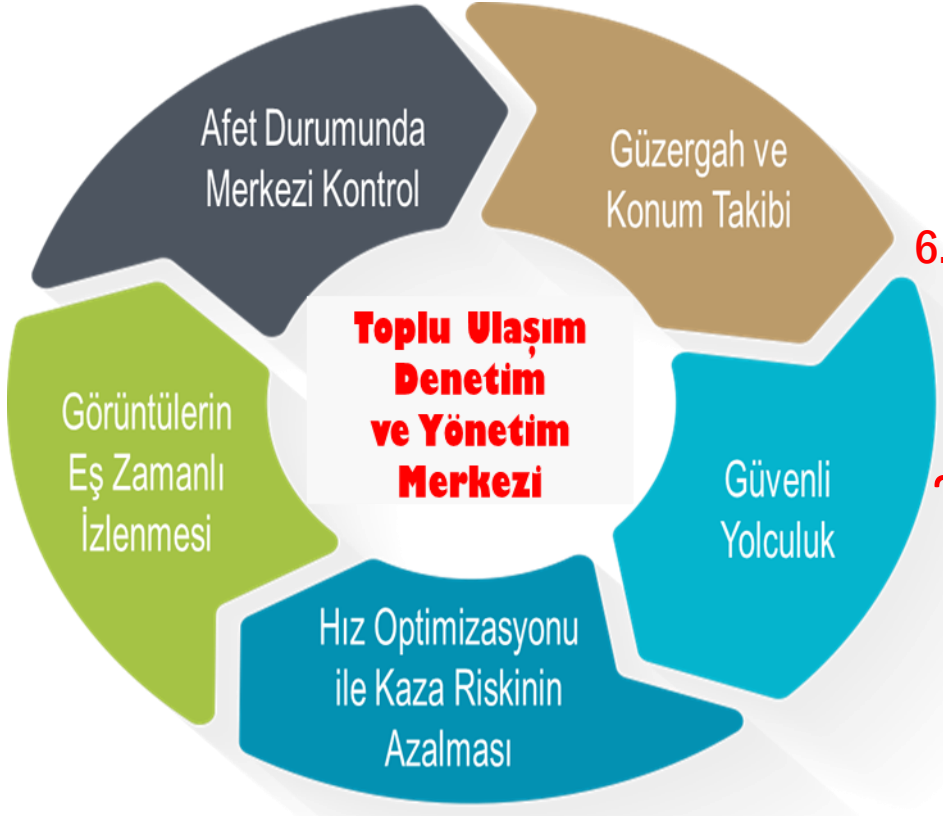 Afet Durumunda
Merkezi Kontrol
Güzergah ve
Konum Takibi
6.
Toplu Ulaşım
Denetim
ve Yönetim
Merkezi
Görüntülerin
Eş Zamanlı
İzlenmesi
Güvenli
Yolculuk
Hız Optimizasyonu
ile Kaza Riskinin
Azalması